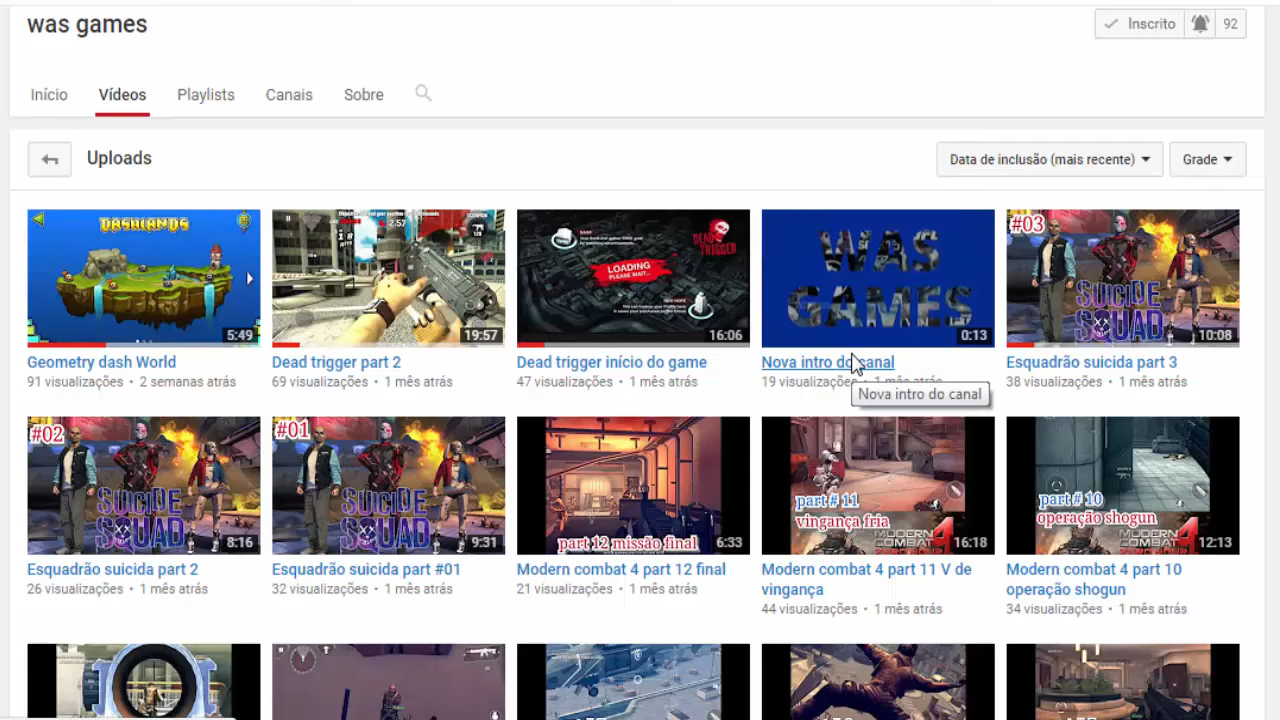 was games
Inscrito 92
Início Vídeos Playlists Canais Sobre
Uploads
Data de inclusão (mais recente) Grade
DASHLANDS
5:49
2:57
19:57
DEAD TRIGGER
LOADING
PLEASE WAIT...
16:06
WAS
GAMES
0:13
#03
SUICIDE
SQUAD
10:08
Geometry dash World
91 visualizações • 2 semanas atrás
Dead trigger part 2
69 visualizações • 1 mês atrás
Dead trigger início do game
47 visualizações • 1 mês atrás
Nova intro do canal
19 visualizações • 1 mês atrás
Nova intro do canal
Esquadrão suicida part 3
38 visualizações • 1 mês atrás
#02
SUICIDE
SQUAD
8:16
#01
SUICIDE
SQUAD
9:31
part 12 missão final
6:33
part # 11
vingança fria
MODERN
COMBAT 4
16:18
part # 10
operação shogun
MODERN
COMBAT 4
12:13
Esquadrão suicida part 2
26 visualizações • 1 mês atrás
Esquadrão suicida part #01
32 visualizações • 1 mês atrás
Modern combat 4 part 12 final
21 visualizações • 1 mês atrás
Modern combat 4 part 11 V de
vingança
44 visualizações • 1 mês atrás
Modern combat 4 part 10
operação shogun
34 visualizações • 1 mês atrás